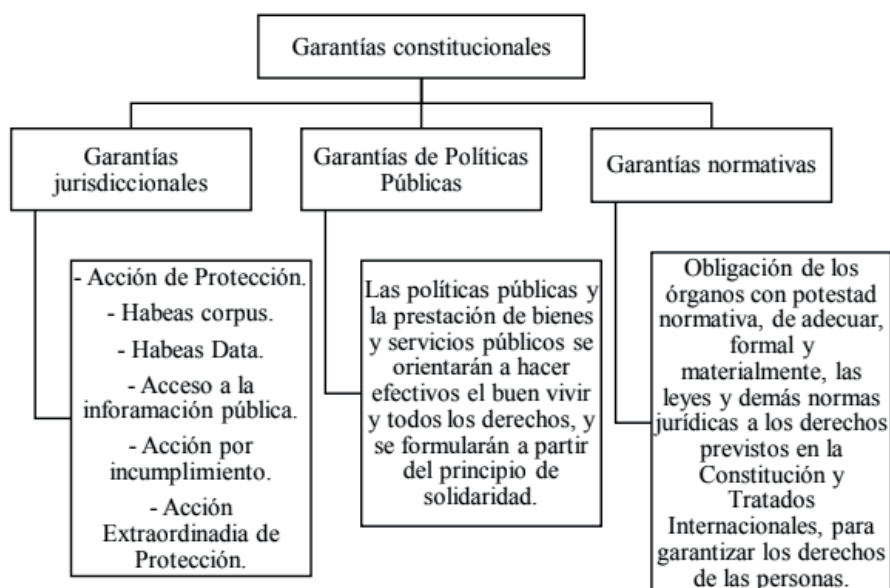 Garantías constitucionales
Garantías
jurisdiccionales
Garantías de Políticas
Públicas
Garantías normativas
- Acción de Protección.
- Habeas corpus.
- Habeas Data.
- Acceso a la
inforamación pública.
- Acción por
incumplimiento.
- Acción
Extraordinadia de
Protección.
Las políticas públicas y
la prestación de bienes
y servicios públicos se
orientarán a hacer
efectivos el buen vivir
y todos los derechos, y
se formularán a partir
del principio de
solidaridad.
Obligación de los
órganos con potestad
normativa, de adecuar,
formal y
materialmente, las
leyes y demás normas
jurídicas a los derechos
previstos en la
Constitución y
Tratados
Internacionales, para
garantizar los derechos
de las personas.